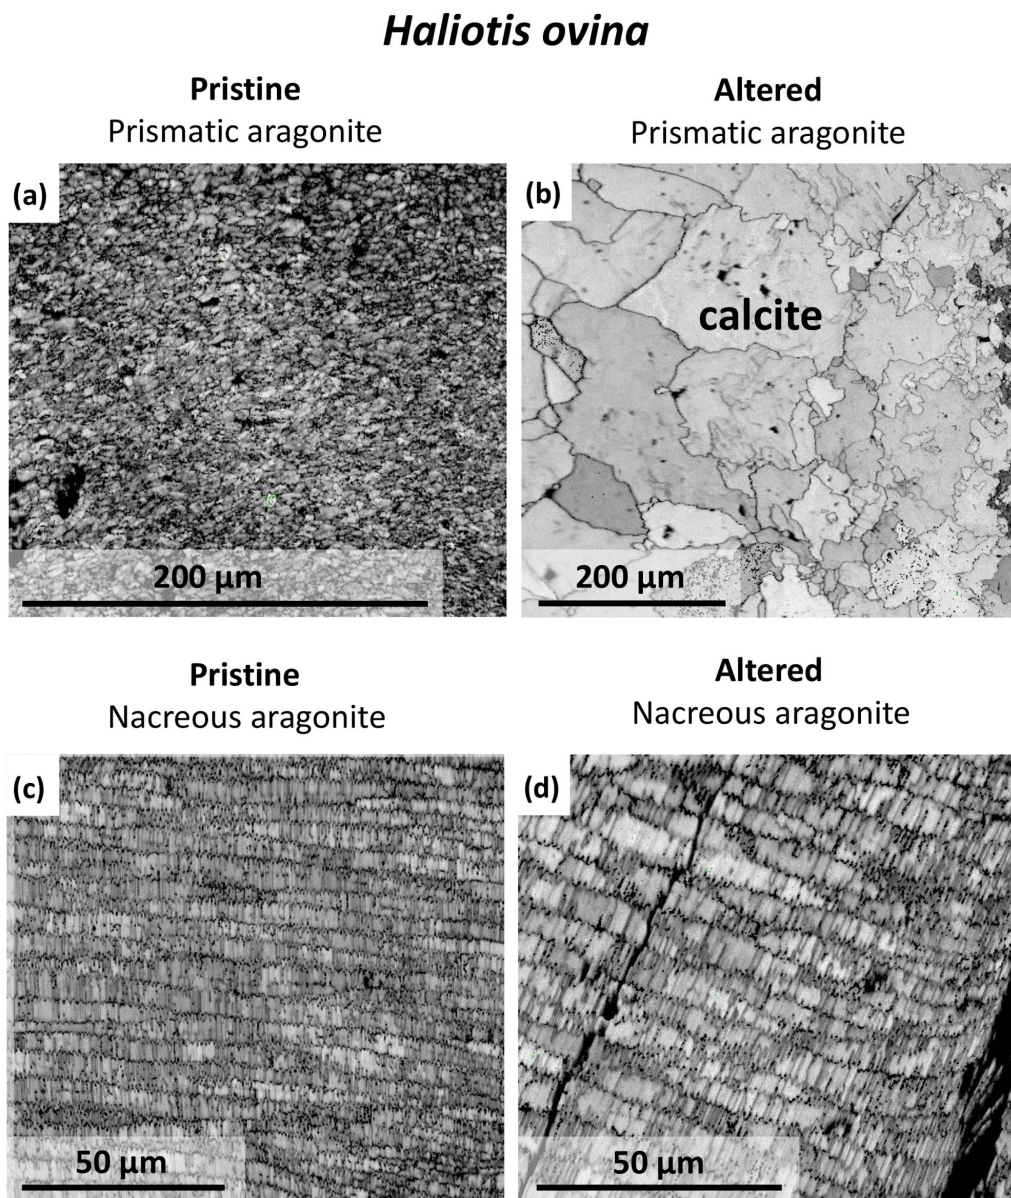 Haliotis ovina
Pristine
Prismatic aragonite
Altered
Prismatic aragonite
(a)
(b)
calcite
200 µm
200 µm
Pristine
Nacreous aragonite
Altered
Nacreous aragonite
(c)
(d)
50 µm
50 µm